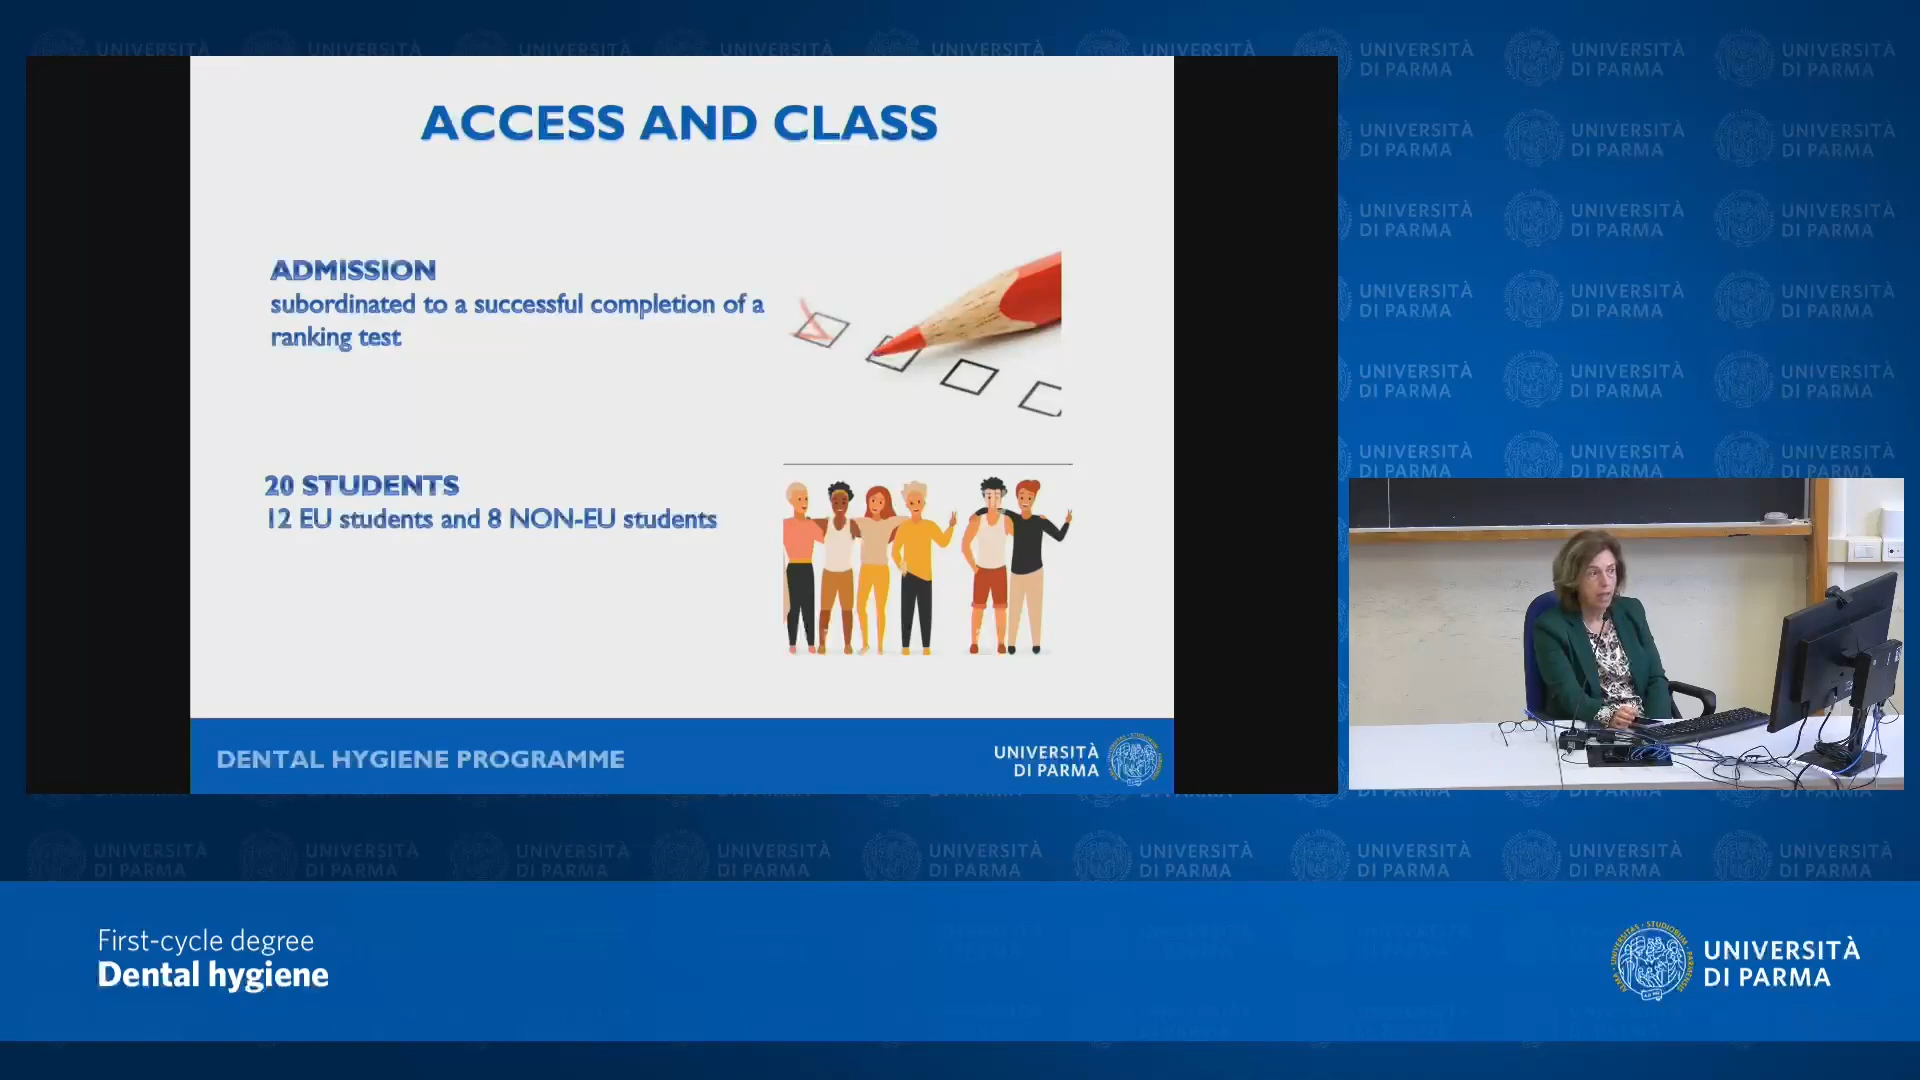 ACCESS AND CLASS
ADMISSION
subordinated to a successful completion of a
ranking test
20 STUDENTS
12 EU students and 8 NON-EU students
DENTAL HYGIENE PROGRAMME
UNIVERSITÀ
DI PARMA
First-cycle degree
Dental hygiene
UNIVERSITÀ
DI PARMA